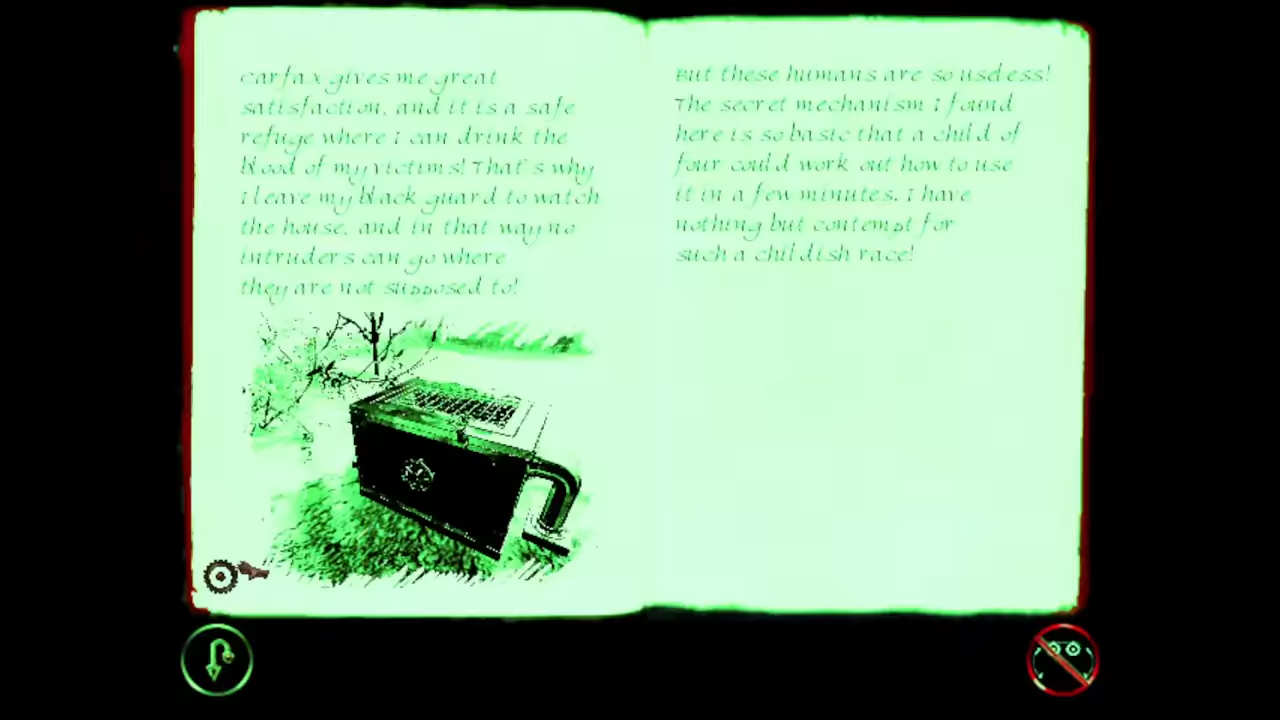 Carfax gives me great
satisfaction, and it is a safe
refuge where I can drink the
blood of my victims! That's why
I leave my black guard to watch
the house, and in that way no
intruders can go where
they are not supposed to!
But these humans are so useless!
The secret mechanism I found
here is so basic that a child of
four could work out how to use
it in a few minutes. I have
nothing but contempt for
such a childish race!